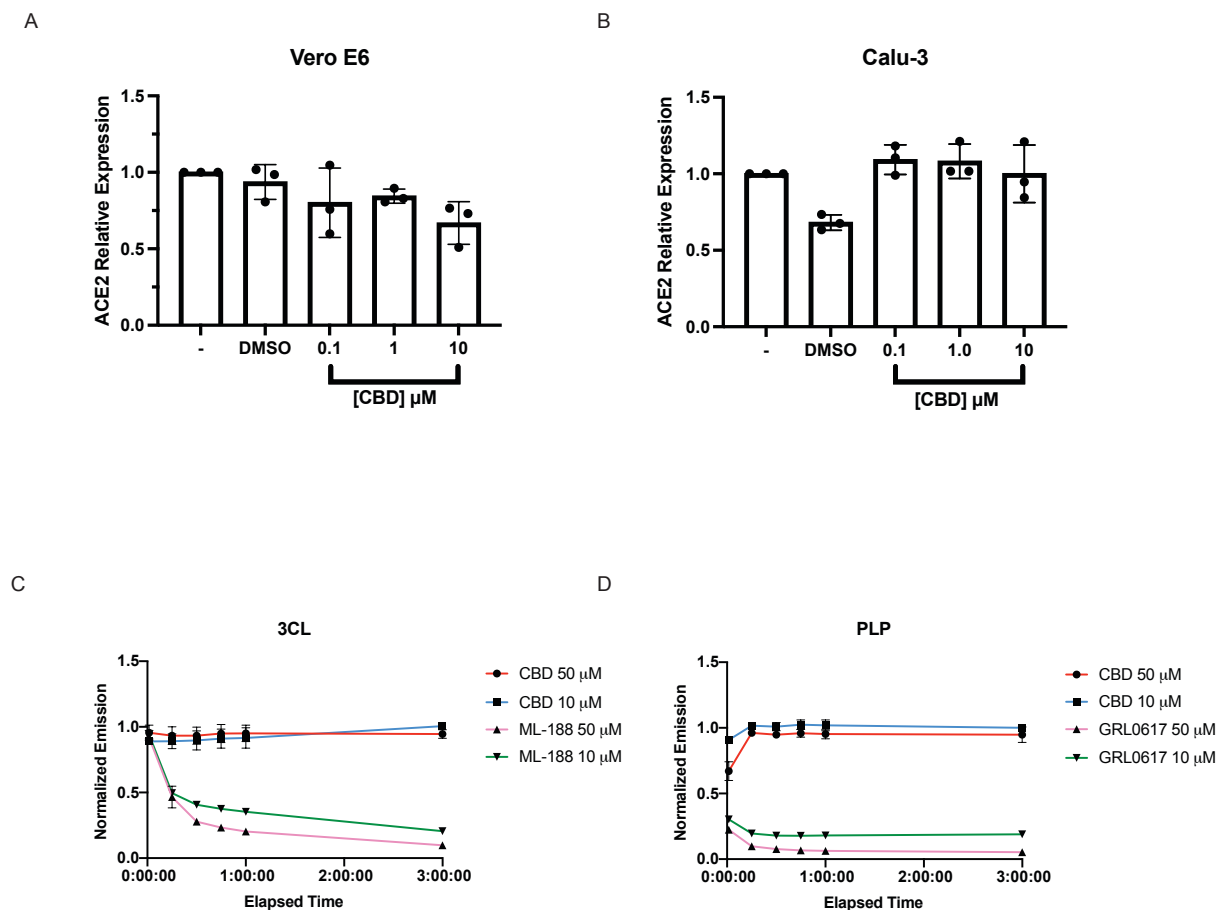 A
Vero E6
ACE2 Relative Expression
1.5
1.0
0.5
0.0
- DMSO 0.1 1 10
[CBD] µM
B
Calu-3
ACE2 Relative Expression
1.5
1.0
0.5
0.0
- DMSO 0.1 1.0 10
[CBD] µM
C
3CL
Normalized Emission
1.5
1.0
0.5
0.0
0:00:00 1:00:00 2:00:00 3:00:00
Elapsed Time
CBD 50 μM
CBD 10 μM
ML-188 50 μM
ML-188 10 μM
D
PLP
Normalized Emission
1.5
1.0
0.5
0.0
0:00:00 1:00:00 2:00:00 3:00:00
Elapsed Time
CBD 50 μM
CBD 10 μM
GRL0617 50 μM
GRL0617 10 μM